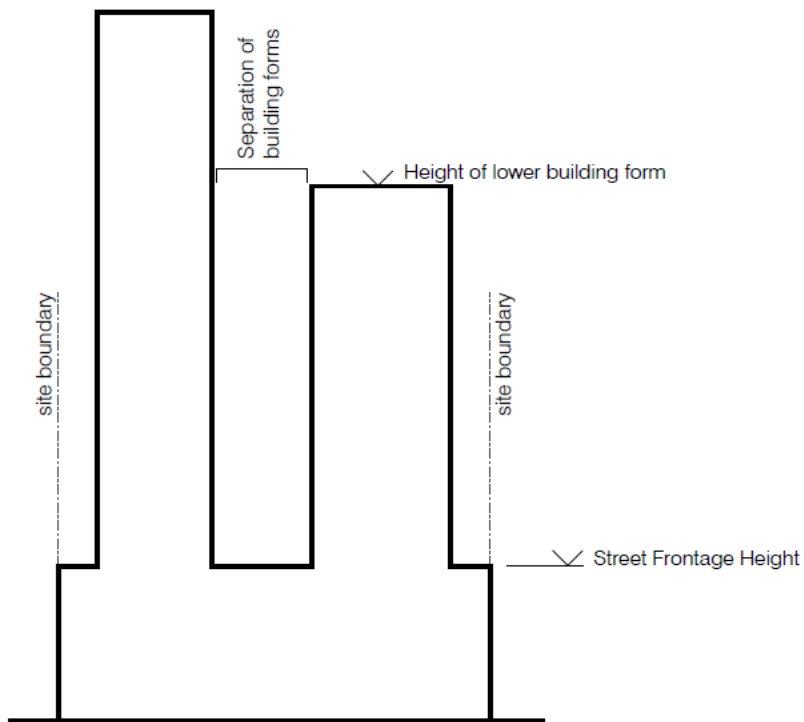 Separation of
building forms
Height of lower building form
site boundary
site boundary
Street Frontage Height